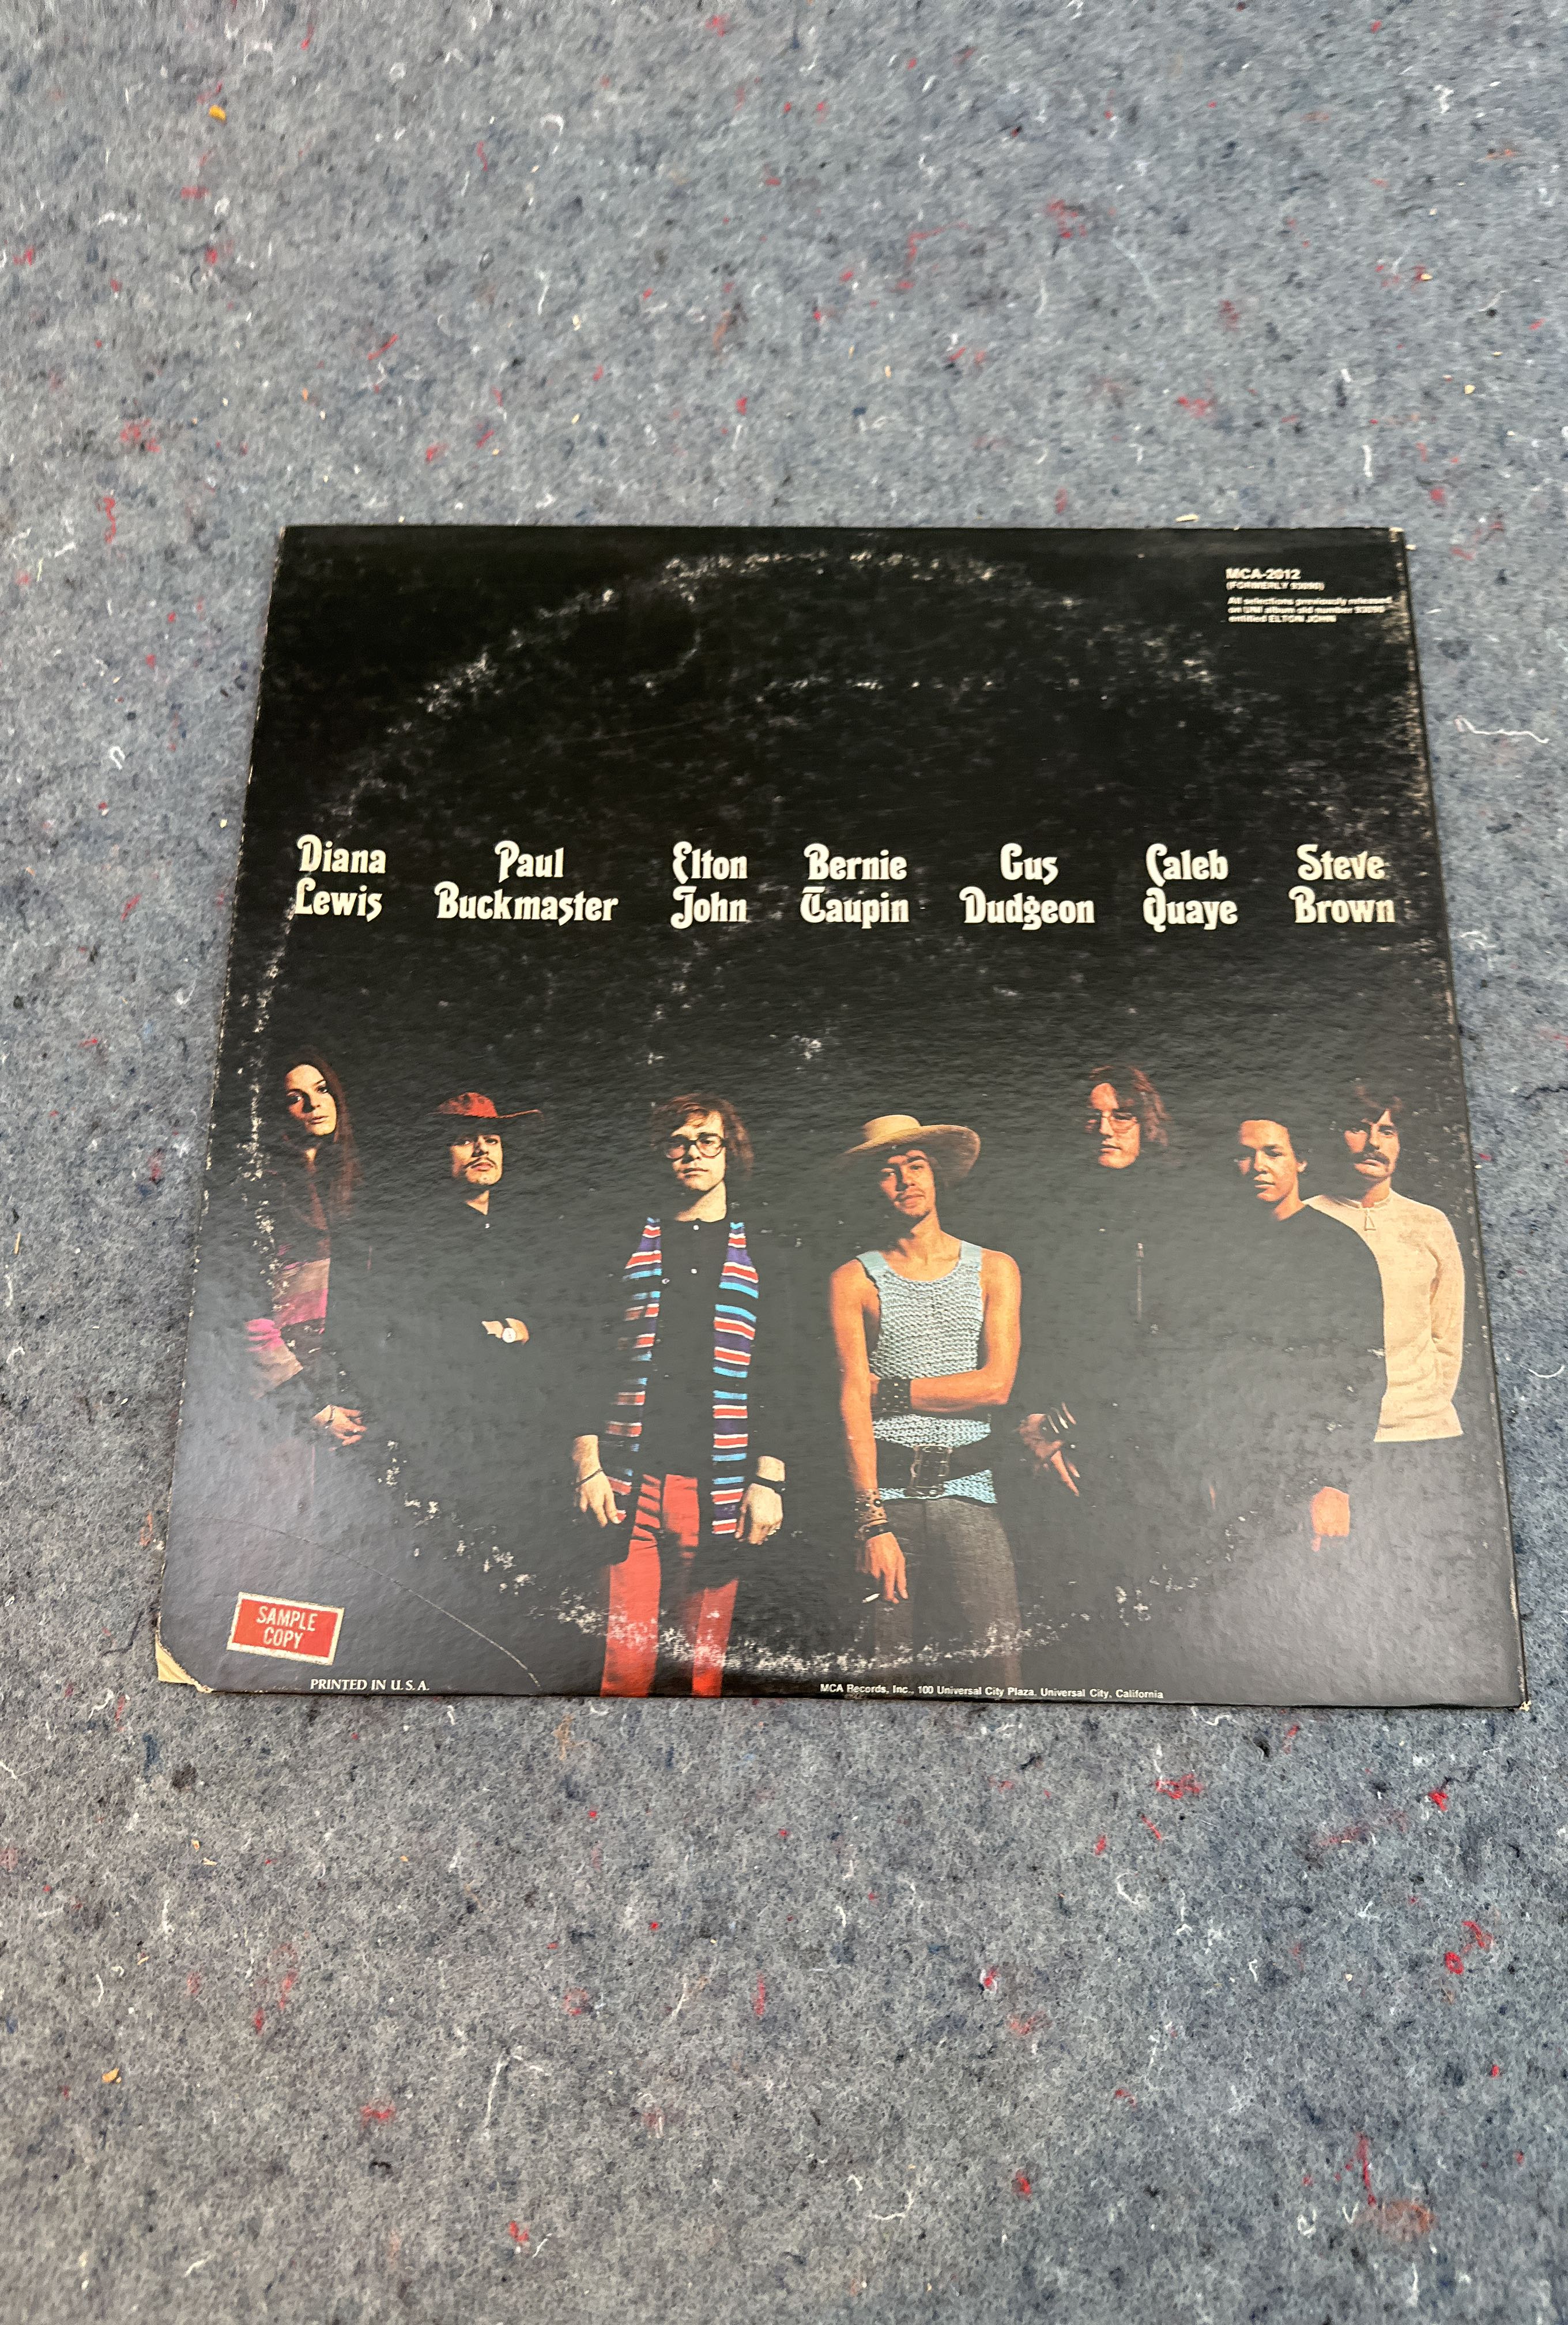 MCA-2012
(FORMERLY 93090)
All selections previously released
on UNI album old number 93090
entitled ELTON JOHN
Diana Lewis
Paul Buckmaster
Elton John
Bernie Taupin
Gus Dudgeon
Caleb Quaye
Steve Brown
SAMPLE
COPY
PRINTED IN U.S.A.
MCA Records, Inc., 100 Universal City Plaza, Universal City, California